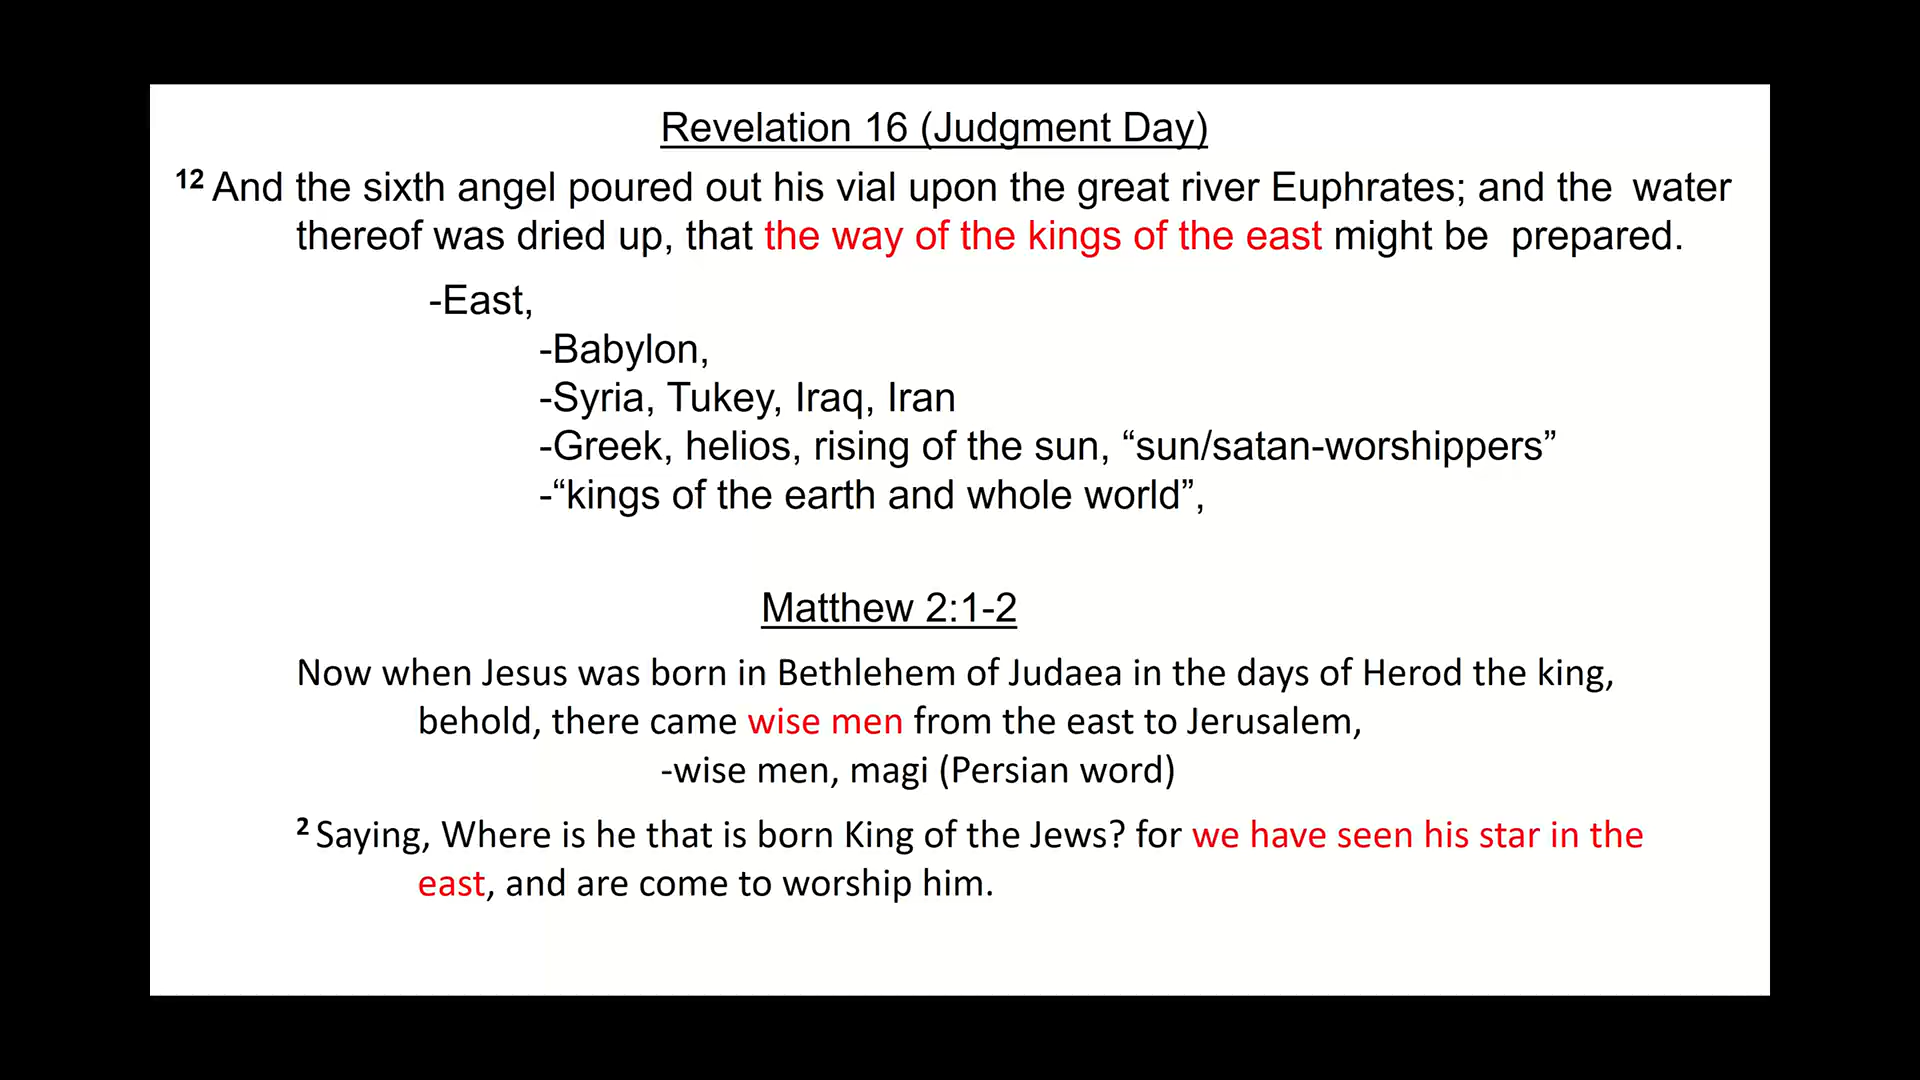 Revelation 16 (Judgment Day)
12 And the sixth angel poured out his vial upon the great river Euphrates; and the water
thereof was dried up, that the way of the kings of the east might be prepared.
-East,
-Babylon,
-Syria, Tukey, Iraq, Iran
-Greek, helios, rising of the sun, “sun/satan-worshippers”
-“kings of the earth and whole world”,
Matthew 2:1-2
Now when Jesus was born in Bethlehem of Judaea in the days of Herod the king,
behold, there came wise men from the east to Jerusalem,
-wise men, magi (Persian word)
2 Saying, Where is he that is born King of the Jews? for we have seen his star in the
east, and are come to worship him.